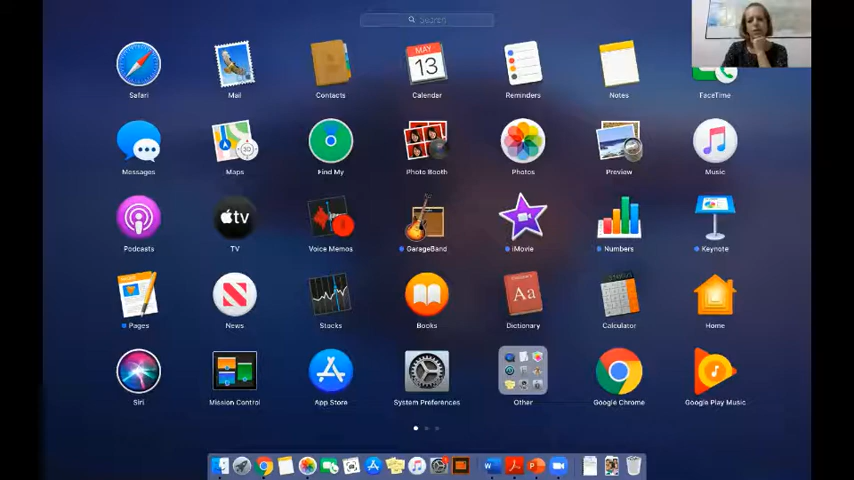 Search
Safari
Mail
Contacts
MAY
13
Calendar
Reminders
Notes
FaceTime
Messages
Maps
Find My
Photo Booth
Photos
Preview
Music
Podcasts
tv
TV
Voice Memos
GarageBand
iMovie
Numbers
Keynote
Pages
News
Stocks
Books
Aa
Dictionary
Calculator
Home
Siri
Mission Control
App Store
System Preferences
Other
Google Chrome
Google Play Music